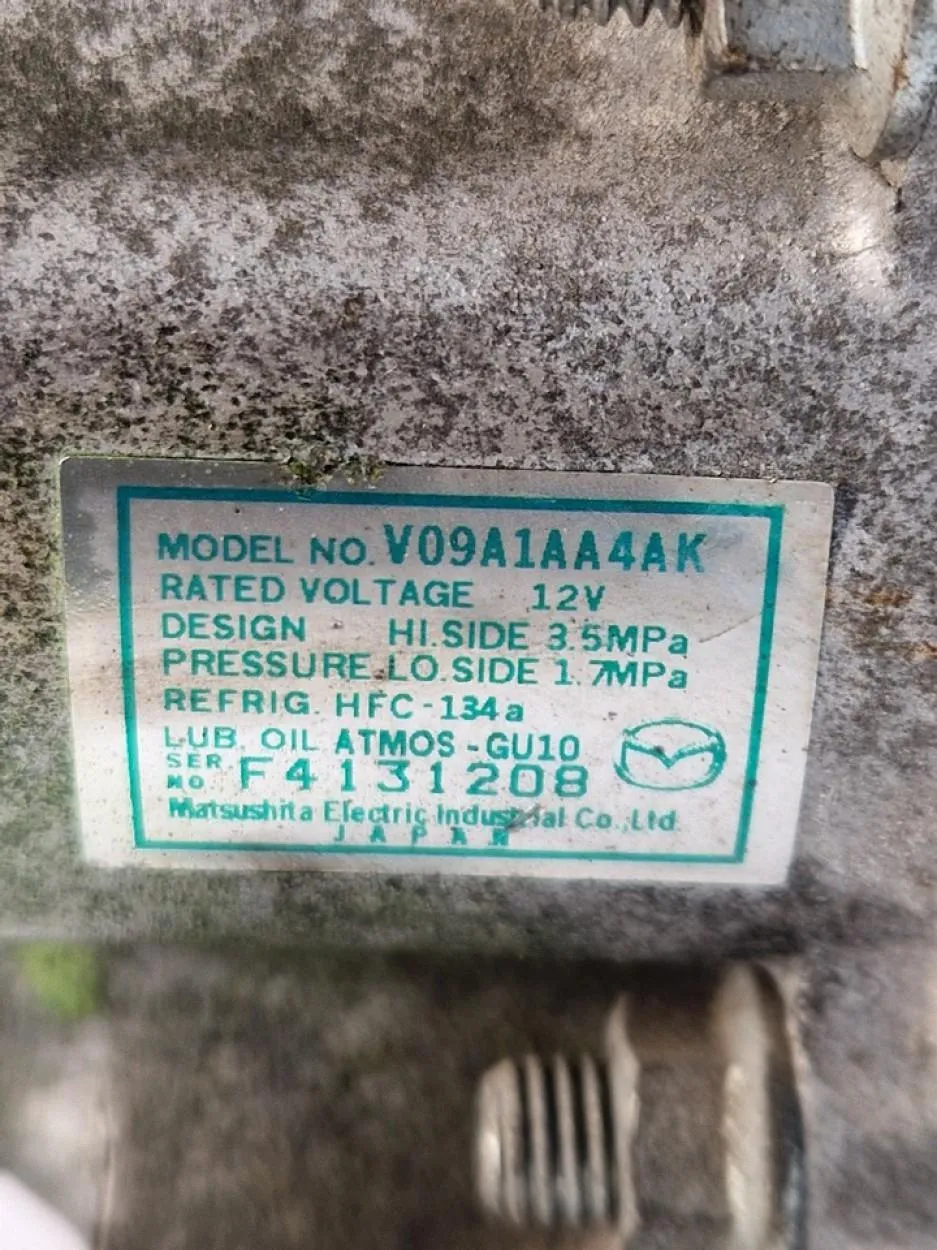 MODEL NO. V09A1AA4AK
RATED VOLTAGE 12V
DESIGN HI.SIDE 3.5MPa
PRESSURE LO.SIDE 1.7MPa
REFRIG. HFC-134a
LUB. OIL ATMOS-GU10
SER. NO F4131208
Matsushita Electric Industrial Co.,Ltd.
JAPAN